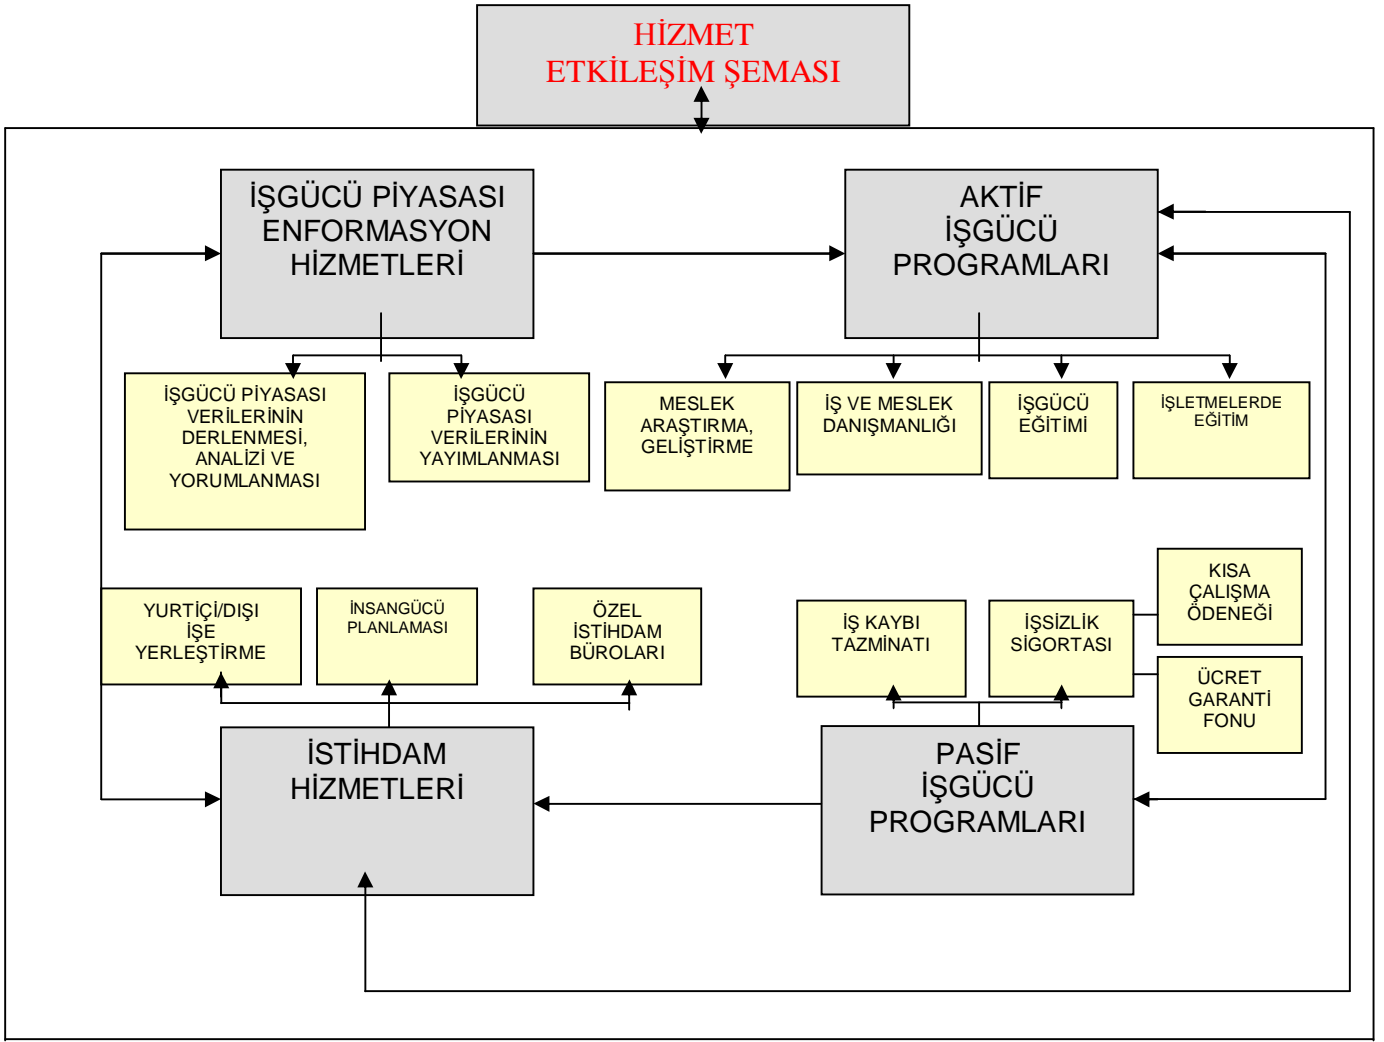 HİZMET
ETKİLEŞİM ŞEMASI
İŞGÜCÜ PİYASASI
ENFORMASYON
HİZMETLERİ
AKTİF
İŞGÜCÜ
PROGRAMLARI
İŞGÜCÜ PİYASASI
VERİLERİNİN
DERLENMESİ,
ANALİZİ VE
YORUMLANMASI
İŞGÜCÜ
PİYASASI
VERİLERİNİN
YAYIMLANMASI
MESLEK
ARAŞTIRMA,
GELİŞTİRME
İŞ VE MESLEK
DANIŞMANLIĞI
İŞGÜCÜ
EĞİTİMİ
İŞLETMELERDE
EĞİTİM
YURTİÇİ/DIŞI
İŞE
YERLEŞTİRME
İNSANGÜCÜ
PLANLAMASI
ÖZEL
İSTİHDAM
BÜROLARI
İŞ KAYBI
TAZMİNATI
İŞSİZLİK
SİGORTASI
KISA
ÇALIŞMA
ÖDENEĞİ
ÜCRET
GARANTİ
FONU
İSTİHDAM
HİZMETLERİ
PASİF
İŞGÜCÜ
PROGRAMLARI